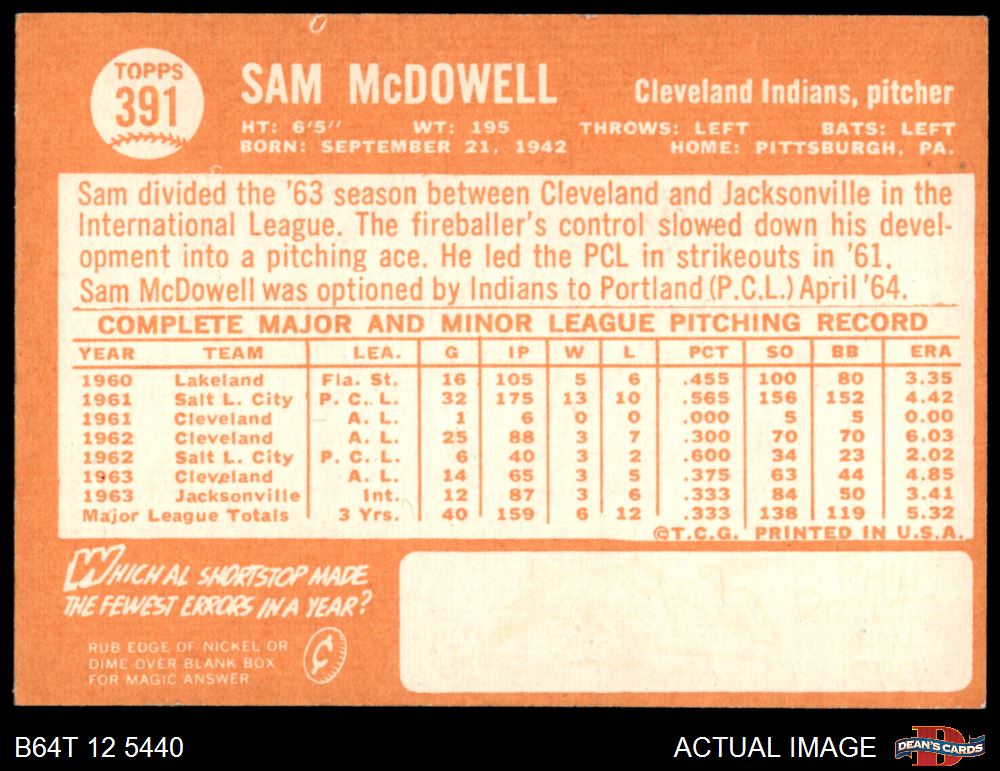 TOPPS
391
SAM McDOWELL
Cleveland Indians, pitcher
HT: 6'5" WT: 195 THROWS: LEFT BATS: LEFT
BORN: SEPTEMBER 21, 1942 HOME: PITTSBURGH, PA.
Sam divided the '63 season between Cleveland and Jacksonville in the
International League. The fireballer's control slowed down his devel-
opment into a pitching ace. He led the PCL in strikeouts in '61.
Sam McDowell was optioned by Indians to Portland (P.C.L.) April '64.
COMPLETE MAJOR AND MINOR LEAGUE PITCHING RECORD
YEAR TEAM LEA. G IP W L PCT SO BB ERA
1960 Lakeland Fla. St. 16 105 5 6 .455 100 80 3.35
1961 Salt L. City P. C. L. 32 175 13 10 .565 156 152 4.42
1961 Cleveland A. L. 1 6 0 0 .000 5 5 0.00
1962 Cleveland A. L. 25 88 3 7 .300 70 70 6.03
1962 Salt L. City P. C. L. 6 40 3 2 .600 34 23 2.02
1963 Cleveland A. L. 14 65 3 5 .375 63 44 4.85
1963 Jacksonville Int. 12 87 3 6 .333 84 50 3.41
Major League Totals 3 Yrs. 40 159 6 12 .333 138 119 5.32
©T.C.G. PRINTED IN U.S.A.
WHICH AL SHORTSTOP MADE
THE FEWEST ERRORS IN A YEAR?
RUB EDGE OF NICKEL OR
DIME OVER BLANK BOX
FOR MAGIC ANSWER
B64T 12 5440
ACTUAL IMAGE
D
DEAN'S CARDS